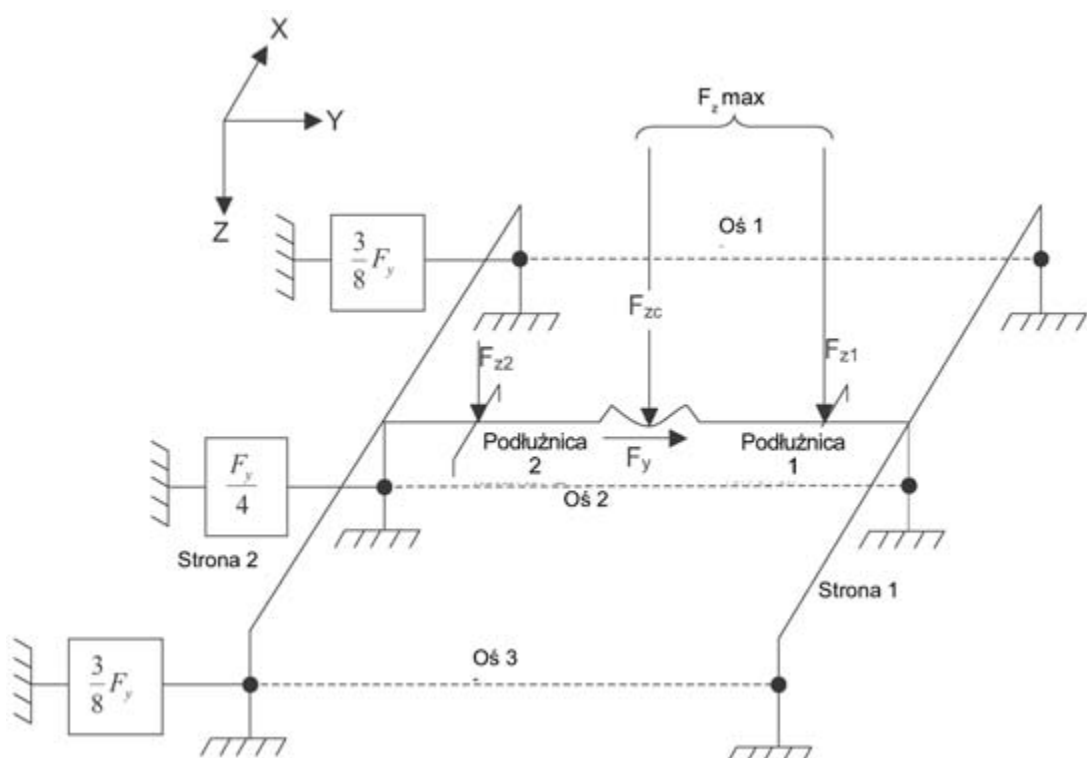 X
Y
Z
F_z max
Oś 1
3/8 F_y
F_zc
F_z2
F_z1
Podłużnica
2
F_y
Podłużnica
1
F_y/4
Oś 2
Strona 2
Strona 1
Oś 3
3/8 F_y